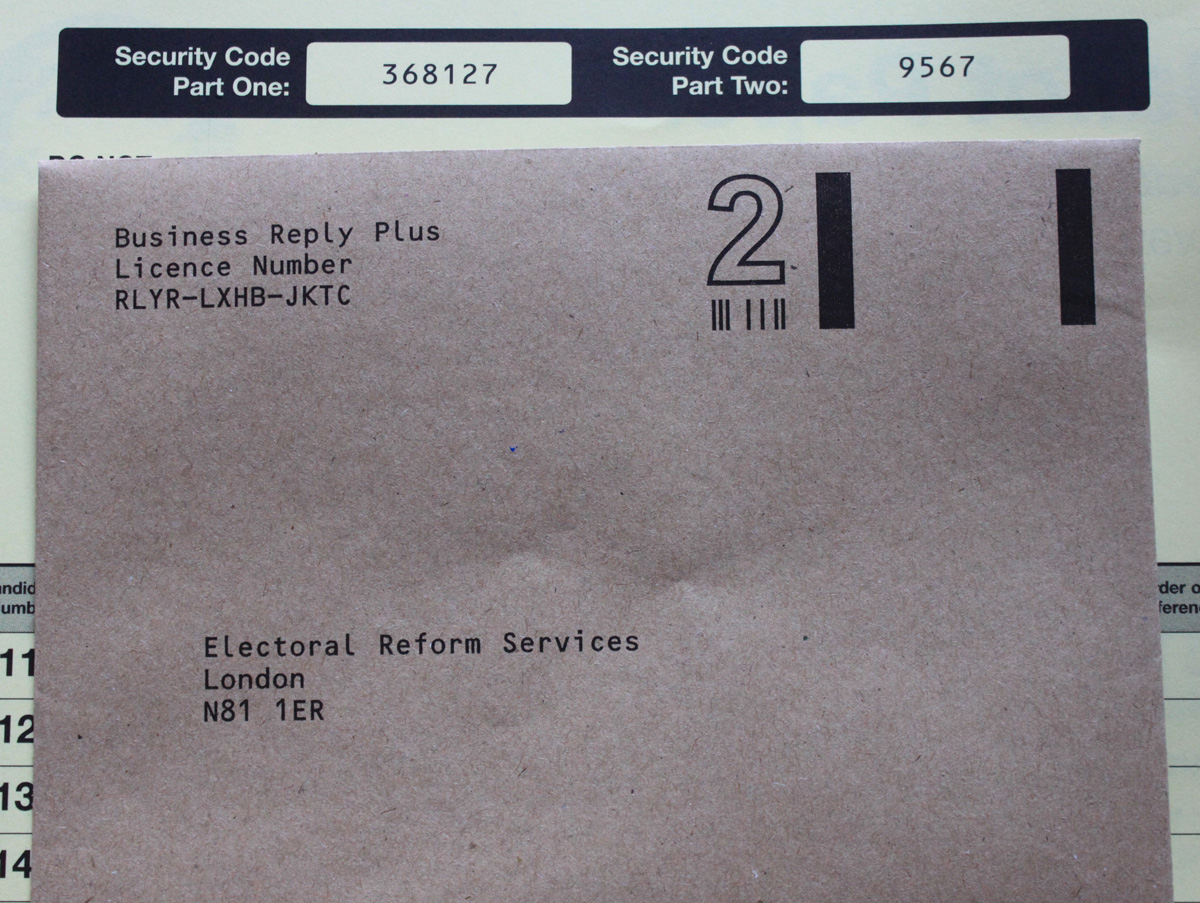 Security Code
Part One:
368127
Security Code
Part Two:
9567
Business Reply Plus
Licence Number
RLYR-LXHB-JKTC
2
Electoral Reform Services
London
N81 1ER
11
12
13
14